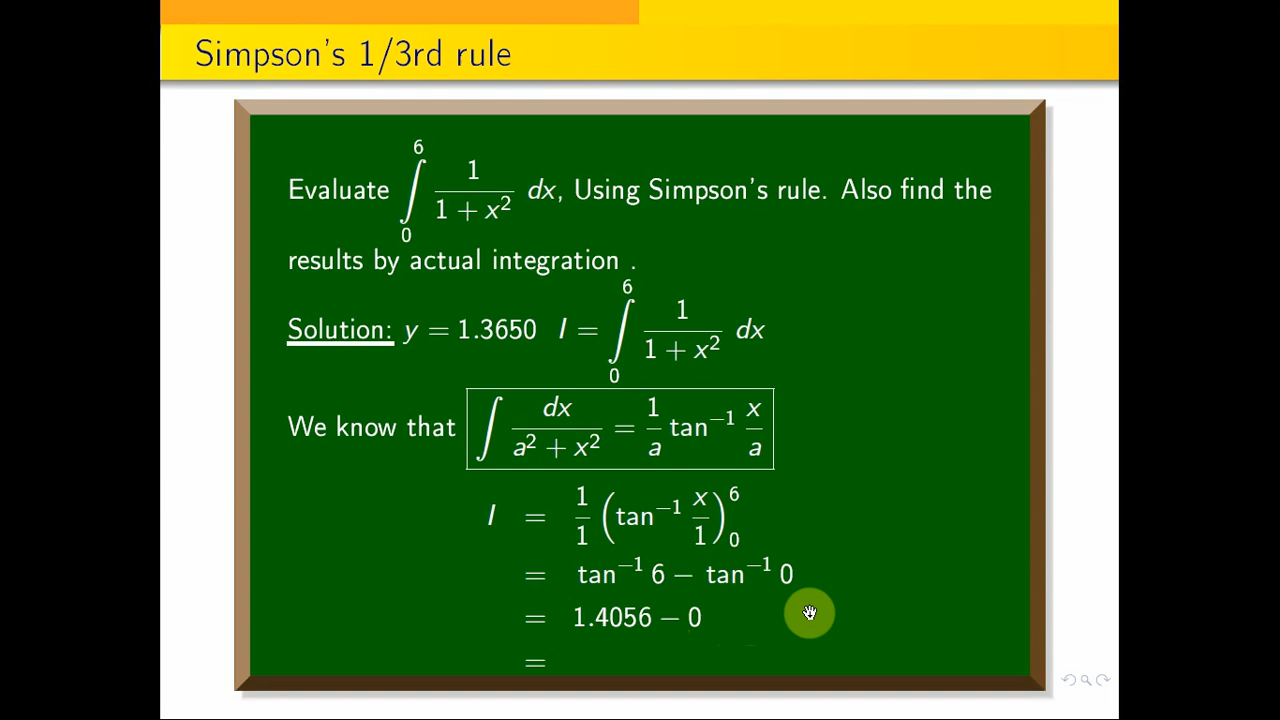 Simpson's 1/3rd rule
Evaluate ∫₀⁶ 1/(1 + x²) dx, Using Simpson's rule. Also find the
results by actual integration .
Solution: y = 1.3650 I = ∫₀⁶ 1/(1 + x²) dx
We know that ∫ dx/(a² + x²) = 1/a tan⁻¹ x/a
I = 1/1 (tan⁻¹ x/1)₀⁶
= tan⁻¹ 6 − tan⁻¹ 0
= 1.4056 − 0
=